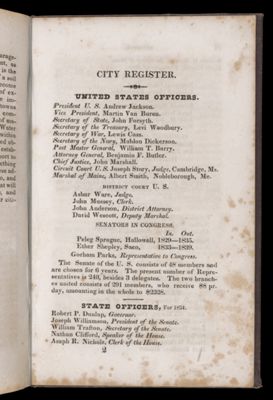 CITY REGISTER.
UNITED STATES OFFICERS.
President U. S. Andrew Jackson.
Vice President, Martin Van Buren.
Secretary of State, John Forsyth.
Secretary of the Treasury, Levi Woodbury.
Secretary of War, Lewis Cass.
Secretary of the Navy, Mahlon Dickerson.
Post Master General, William T. Barry.
Attorney General, Benjamin F. Butler.
Chief Justice, John Marshall.
Circuit Court U. S. Joseph Story, Judge, Cambridge, Ms.
Marshal of Maine, Albert Smith, Nobleborough, Me.
DISTRICT COURT U. S.
Ashur Ware, Judge.
John Mussey, Clerk.
John Anderson, District Attorney.
David Wescott, Deputy Marshal.
SENATORS IN CONGRESS.
In. Out.
Peleg Sprague, Hallowell, 1829—1835.
Ether Shepley, Saco, 1833—1839.
Gorham Parks, Representative to Congress.
The Senate of the U. S. consists of 48 members and
are chosen for 6 years. The present number of Repre-
sentatives is 240, besides 3 delegates. The two branch-
es united consists of 291 members, who receive $8 pr.
day, amounting in the whole to $2328.
STATE OFFICERS, For 1834.
Robert P. Dunlap, Governor.
Joseph Williamson, President of the Senate.
William Trafton, Secretary of the Senate.
Nathan Clifford, Speaker of the House.
Asaph R. Nichols, Clerk of the House.
2